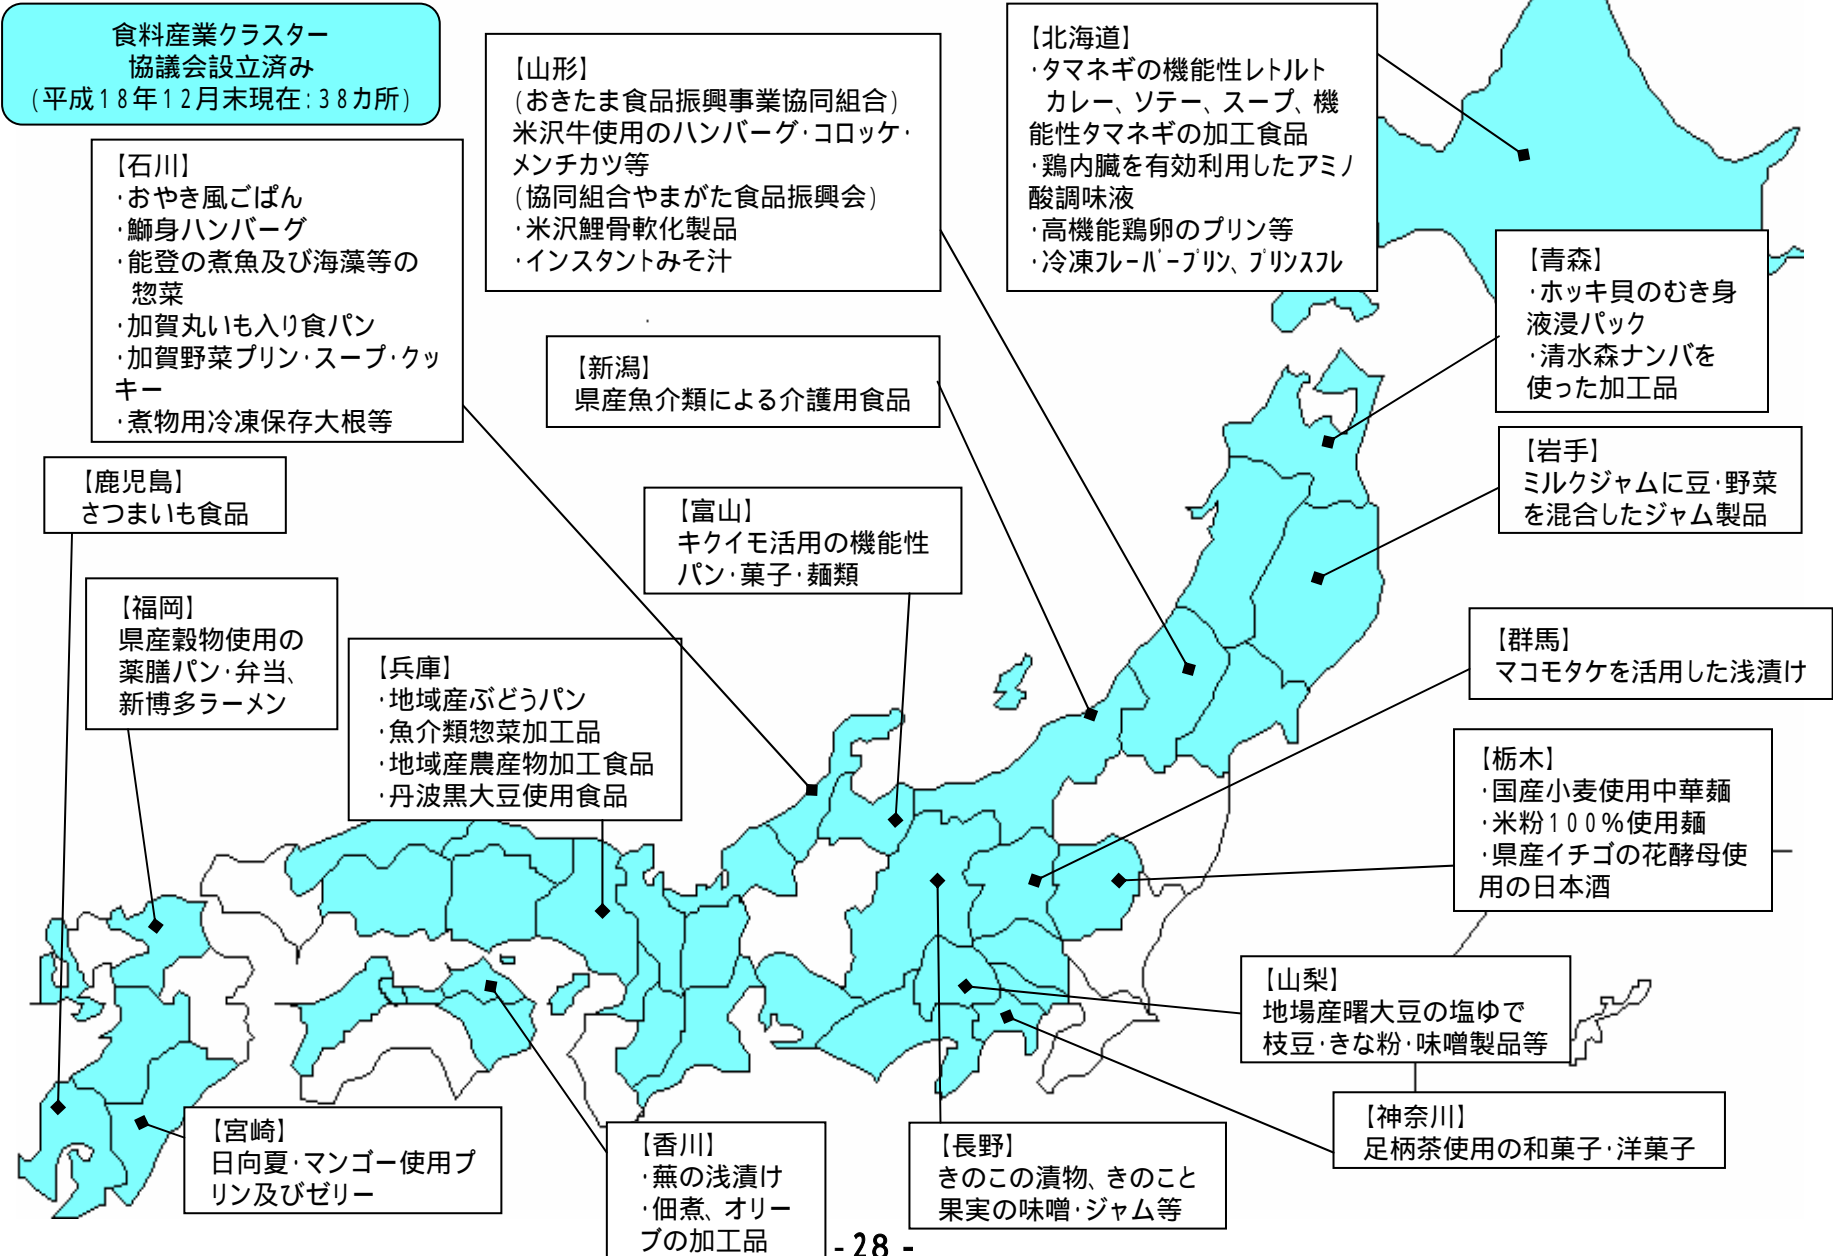 食料産業クラスター
協議会設立済み
(平成18年12月末現在:38カ所)
【山形】
(おきたま食品振興事業協同組合)
米沢牛使用のハンバーグ・コロッケ・
メンチカツ等
(協同組合やまがた食品振興会)
・米沢鯉骨軟化製品
・インスタントみそ汁
【北海道】
・タマネギの機能性レトルト
カレー、ソテー、スープ、機
能性タマネギの加工食品
・鶏内臓を有効利用したアミノ
酸調味液
・高機能鶏卵のプリン等
・冷凍フレーバープリン、プリンスフレ
【石川】
・おやき風ごぱん
・鰤身ハンバーグ
・能登の煮魚及び海藻等の
惣菜
・加賀丸いも入り食パン
・加賀野菜プリン・スープ・クッ
キー
・煮物用冷凍保存大根等
【青森】
・ホッキ貝のむき身
液浸パック
・清水森ナンバを
使った加工品
【新潟】
県産魚介類による介護用食品
【岩手】
ミルクジャムに豆・野菜
を混合したジャム製品
【鹿児島】
さつまいも食品
【富山】
キクイモ活用の機能性
パン・菓子・麺類
【福岡】
県産穀物使用の
薬膳パン・弁当、
新博多ラーメン
【兵庫】
・地域産ぶどうパン
・魚介類惣菜加工品
・地域産農産物加工食品
・丹波黒大豆使用食品
【群馬】
マコモタケを活用した浅漬け
【栃木】
・国産小麦使用中華麺
・米粉100%使用麺
・県産イチゴの花酵母使
用の日本酒
【山梨】
地場産曙大豆の塩ゆで
枝豆・きな粉・味噌製品等
【神奈川】
足柄茶使用の和菓子・洋菓子
【宮崎】
日向夏・マンゴー使用プ
リン及びゼリー
【香川】
・蕪の浅漬け
・佃煮、オリー
ブの加工品
【長野】
きのこの漬物、きのこと
果実の味噌・ジャム等
- 28 -